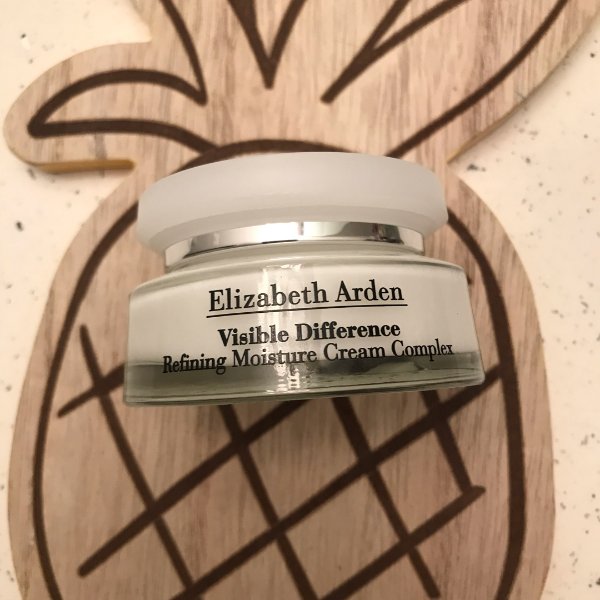 Elizabeth Arden
Visible Difference
Refining Moisture Cream Complex